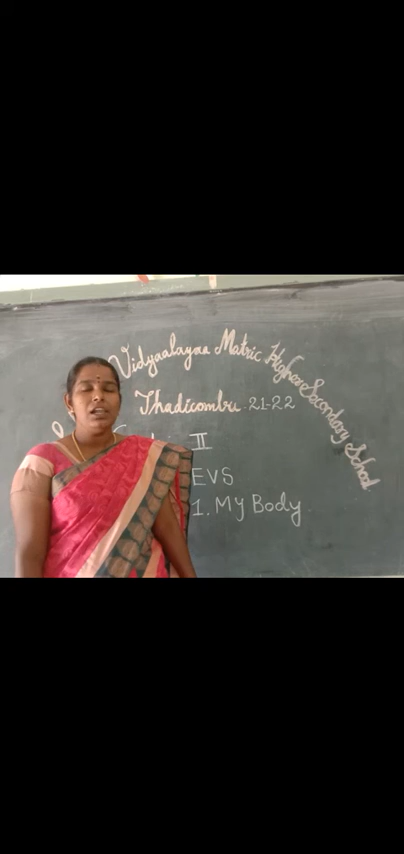 Vidyaalayaa Matric Higher Secondary School
Thadicombu 21-22
II
EVS
1. My Body